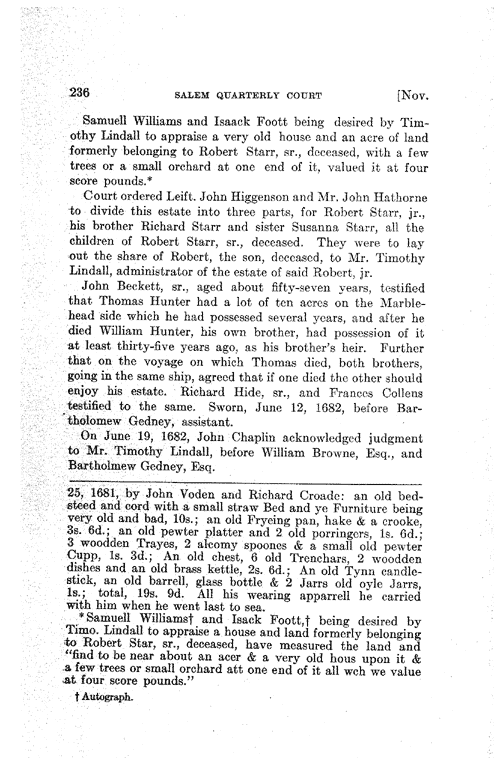 236 SALEM QUARTERLY COURT [Nov.
Samuell Williams and Isaack Foott being desired by Tim-
othy Lindall to appraise a very old house and an acre of land
formerly belonging to Robert Starr, sr., deceased, with a few
trees or a small orchard at one end of it, valued it at four
score pounds.*
Court ordered Leift. John Higgenson and Mr. John Hathorne
to divide this estate into three parts, for Robert Starr, jr.,
his brother Richard Starr and sister Susanna Starr, all the
children of Robert Starr, sr., deceased. They were to lay
out the share of Robert, the son, deceased, to Mr. Timothy
Lindall, administrator of the estate of said Robert, jr.
John Beckett, sr., aged about fifty-seven years, testified
that Thomas Hunter had a lot of ten acres on the Marble-
head side which he had possessed several years, and after he
died William Hunter, his own brother, had possession of it
at least thirty-five years ago, as his brother's heir. Further
that on the voyage on which Thomas died, both brothers,
going in the same ship, agreed that if one died the other should
enjoy his estate. Richard Hide, sr., and Frances Collens
testified to the same. Sworn, June 12, 1682, before Bar-
tholomew Gedney, assistant.
On June 19, 1682, John Chaplin acknowledged judgment
to Mr. Timothy Lindall, before William Browne, Esq., and
Bartholmew Gedney, Esq.
25, 1681, by John Voden and Richard Croade: an old bed-
steed and cord with a small straw Bed and ye Furniture being
very old and bad, 10s.; an old Fryeing pan, hake & a crooke,
3s. 6d.; an old pewter platter and 2 old porringers, 1s. 6d.;
3 woodden Trayes, 2 alcomy spoones & a small old pewter
Cupp, 1s. 3d.; An old chest, 6 old Trenchars, 2 woodden
dishes and an old brass kettle, 2s. 6d.; An old Tynn candle-
stick, an old barrell, glass bottle & 2 Jarrs old oyle Jarrs,
1s.; total, 19s. 9d. All his wearing apparrell he carried
with him when he went last to sea.
*Samuell Williams† and Isack Foott,† being desired by
Timo. Lindall to appraise a house and land formerly belonging
to Robert Star, sr., deceased, have measured the land and
"find to be near about an acer & a very old hous upon it &
a few trees or small orchard att one end of it all wch we value
at four score pounds."
† Autograph.